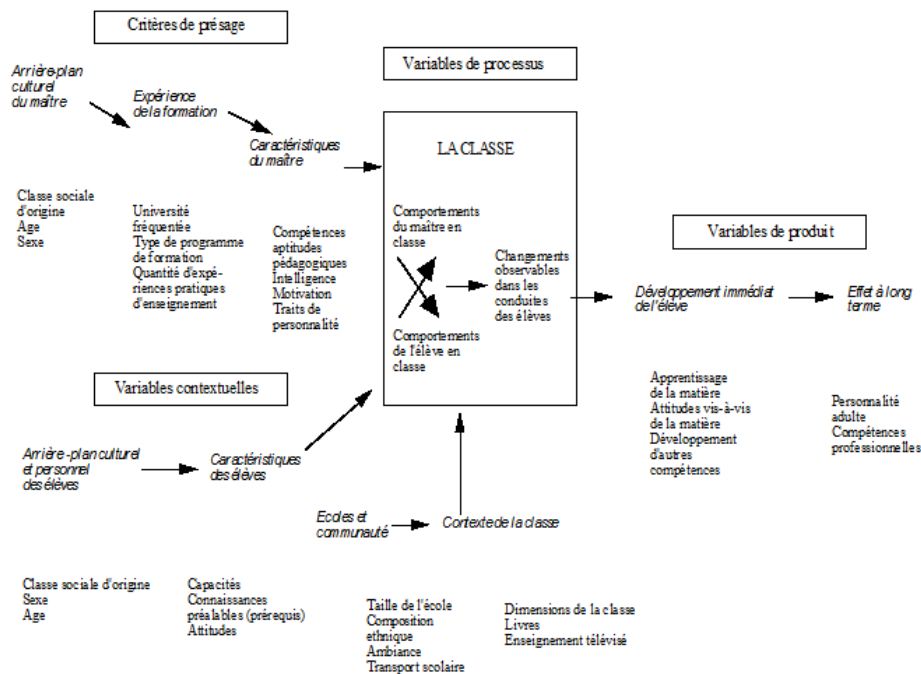 Critères de présage
Variables de processus
Arrière-plan
culturel
du maître
Expérience
de la formation
Caractéristiques
du maître
LA CLASSE
Classe sociale
d'origine
Age
Sexe
Université
fréquentée
Type de programme
de formation
Quantité d'expé-
riences pratiques
d'enseignement
Compétences
aptitudes
pédagogiques
Intelligence
Motivation
Traits de
personnalité
Comportements
du maître en
classe
Changements
observables
dans les
conduites
des élèves
Comportements
de l'élève en
classe
Variables de produit
Développement immédiat
de l'élève
Effet à long
terme
Apprentissage
de la matière
Attitudes vis-à-vis
de la matière
Développement
d'autres
compétences
Personnalité
adulte
Compétences
professionnelles
Variables contextuelles
Arrière-plan culturel
et personnel
des élèves
Caractéristiques
des élèves
Ecoles et
communauté
Contexte de la classe
Classe sociale d'origine
Sexe
Age
Capacités
Connaissances
préalables (prérequis)
Attitudes
Taille de l'école
Composition
ethnique
Ambiance
Transport scolaire
Dimensions de la classe
Livres
Enseignement télévisé